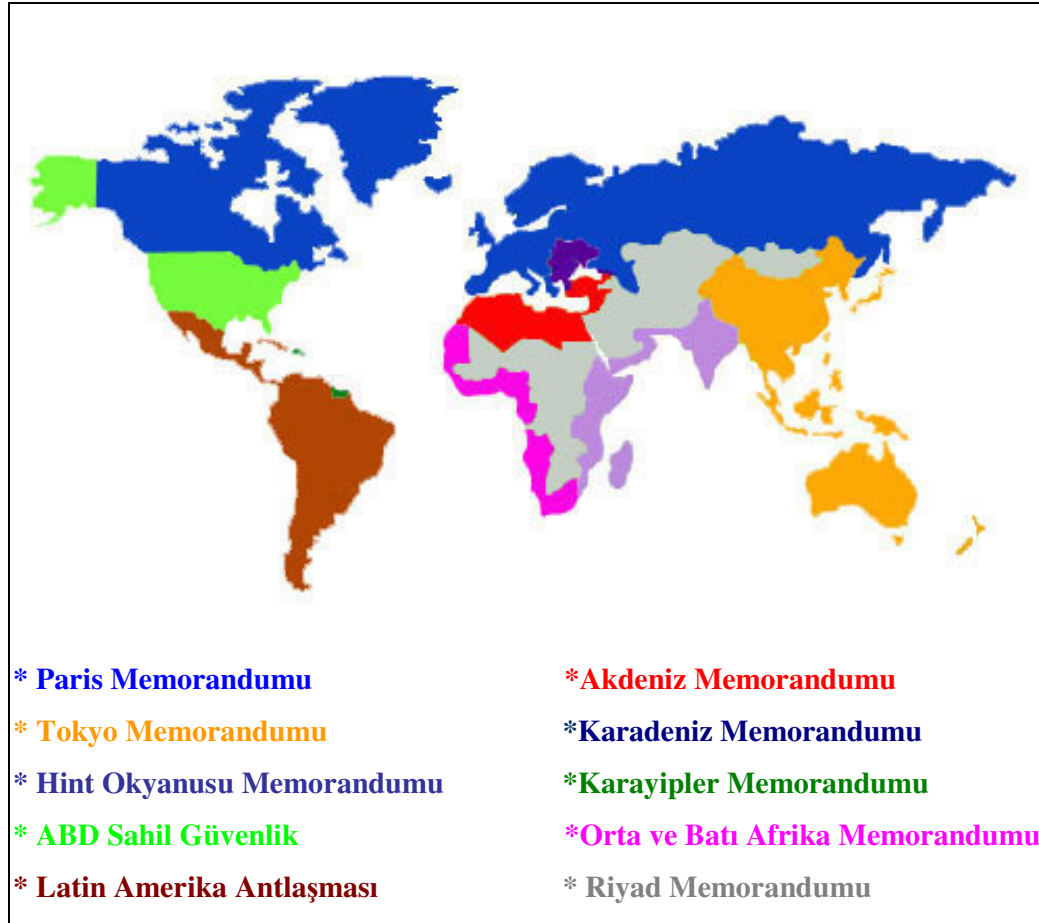 * Paris Memorandumu
*Akdeniz Memorandumu
* Tokyo Memorandumu
*Karadeniz Memorandumu
* Hint Okyanusu Memorandumu
*Karayipler Memorandumu
* ABD Sahil Güvenlik
*Orta ve Batı Afrika Memorandumu
* Latin Amerika Antlaşması
* Riyad Memorandumu